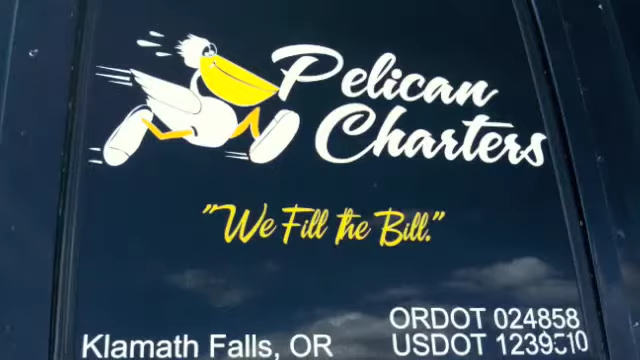 Pelican
Charters
"We Fill the Bill."
ORDOT 024858
Klamath Falls, OR
USDOT